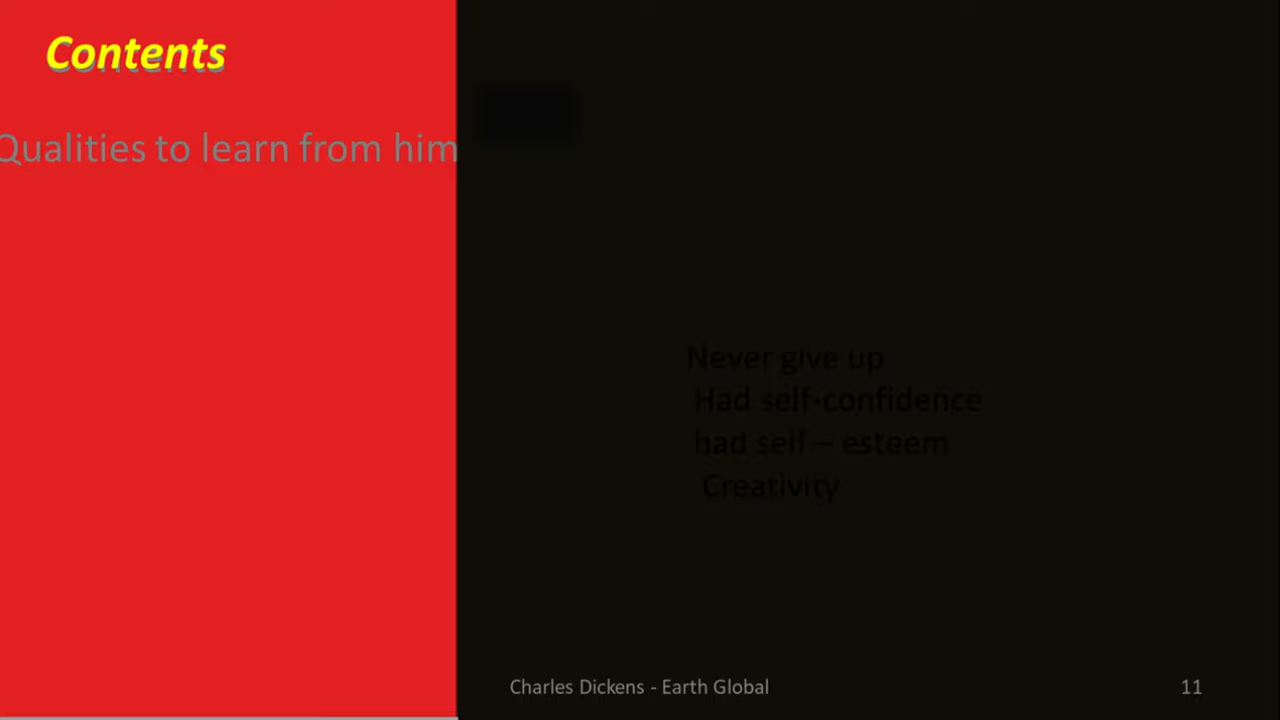 Contents
Qualities to learn from him
Never give up
Had self-confidence
had self – esteem
Creativity
Charles Dickens - Earth Global
11